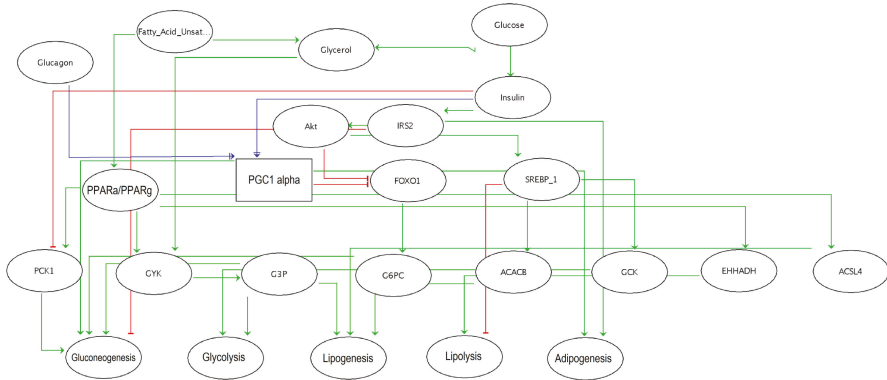 Fatty_Acid_Unsat...
Glucose
Glycerol
Glucagon
Insulin
Akt
IRS2
PGC1 alpha
PPARa/PPARg
FOXO1
SREBP_1
PCK1
GYK
G3P
G6PC
ACACB
GCK
EHHADH
ACSL4
Gluconeogenesis
Glycolysis
Lipogenesis
Lipolysis
Adipogenesis